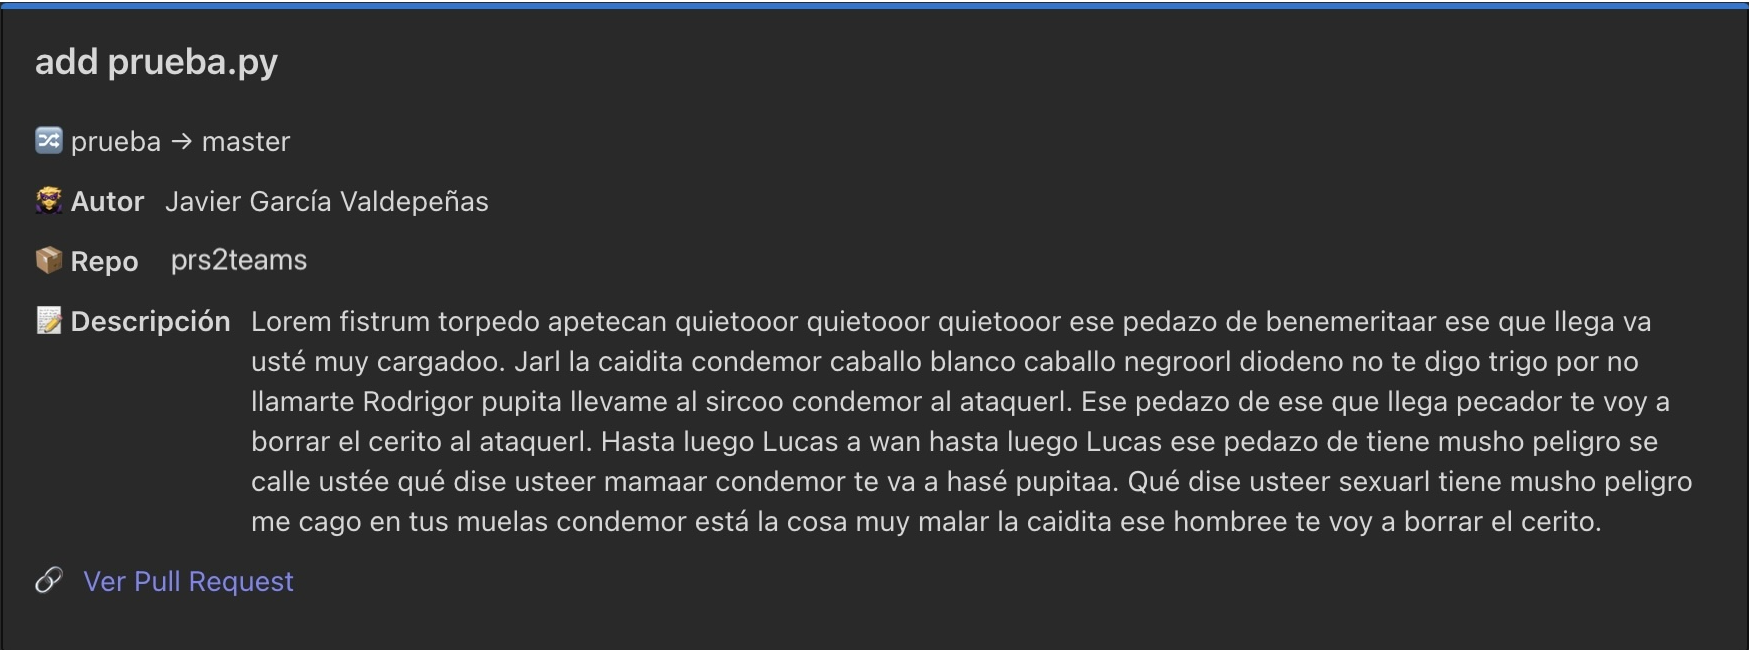 add prueba.py
prueba → master
Autor Javier García Valdepeñas
Repo prs2teams
Descripción Lorem fistrum torpedo apetecan quietooor quietooor quietooor ese pedazo de benemeritaar ese que llega va
usté muy cargadoo. Jarl la caidita condemor caballo blanco caballo negroorl diodeno no te digo trigo por no
llamarte Rodrigor pupita llevame al sircoo condemor al ataquerl. Ese pedazo de ese que llega pecador te voy a
borrar el cerito al ataquerl. Hasta luego Lucas a wan hasta luego Lucas ese pedazo de tiene musho peligro se
calle ustée qué dise usteer mamaar condemor te va a hasé pupitaa. Qué dise usteer sexuarl tiene musho peligro
me cago en tus muelas condemor está la cosa muy malar la caidita ese hombree te voy a borrar el cerito.
Ver Pull Request